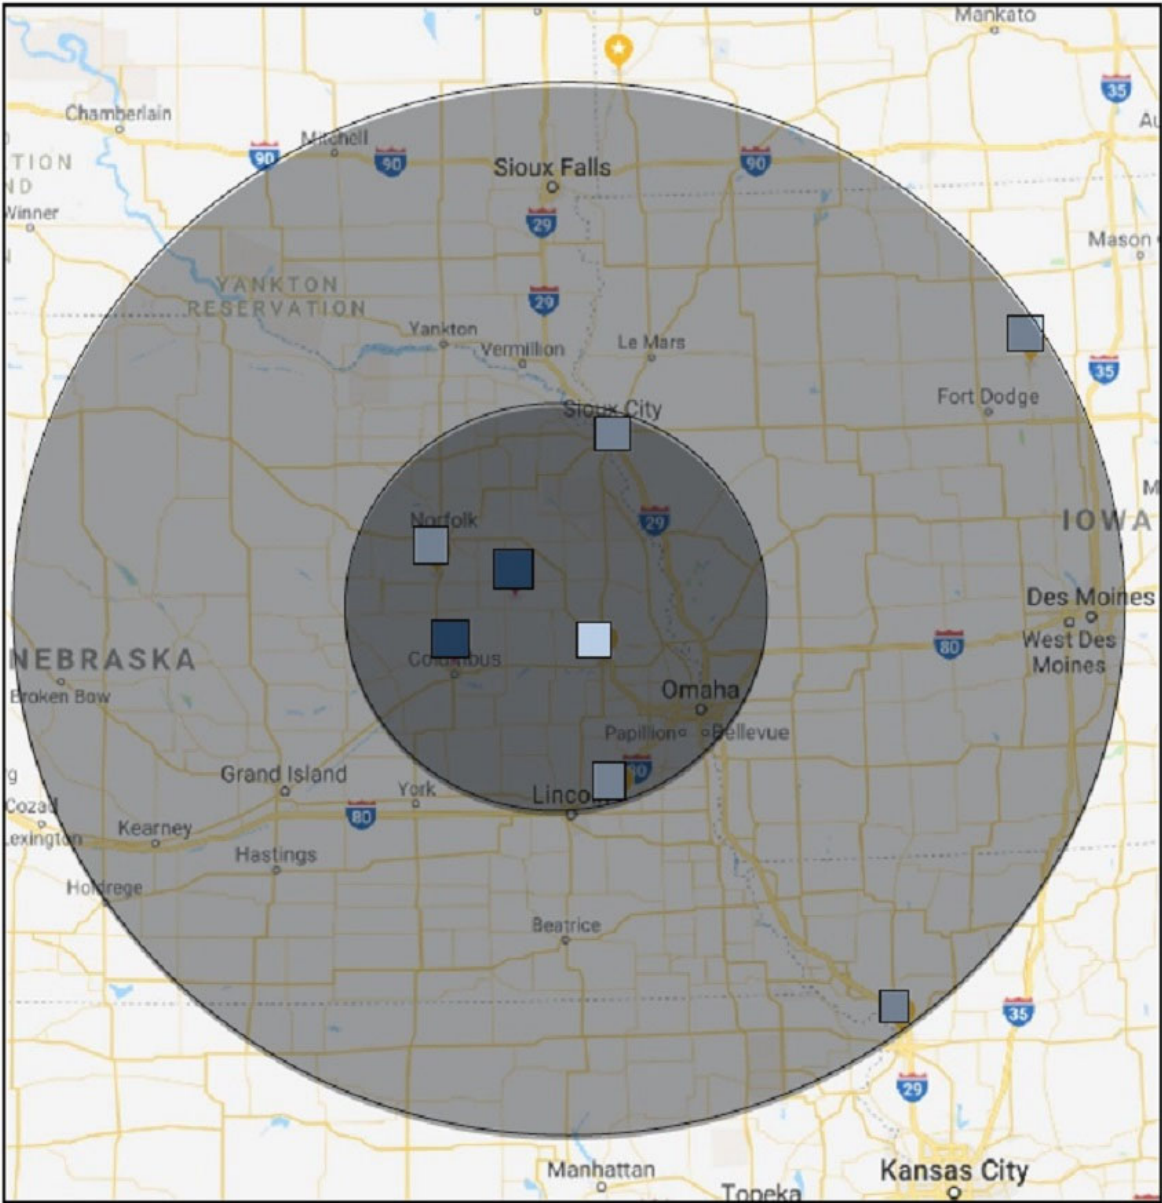 Mankato
35
Chamberlain
Au
Mitchell
90
90
90
TION
ND
Sioux Falls
Winner
29
Mason
YANKTON
RESERVATION
29
Yankton
Vermillion
Le Mars
35
Fort Dodge
Sioux City
M
Norfolk
29
IOWA
Des Moines
West Des
Moines
80
NEBRASKA
Columbus
Broken Bow
Omaha
Papillion
Bellevue
80
Grand Island
York
Lincoln
Cozad
80
Lexington
Kearney
Hastings
Holdrege
Beatrice
35
29
Manhattan
Kansas City
Topeka